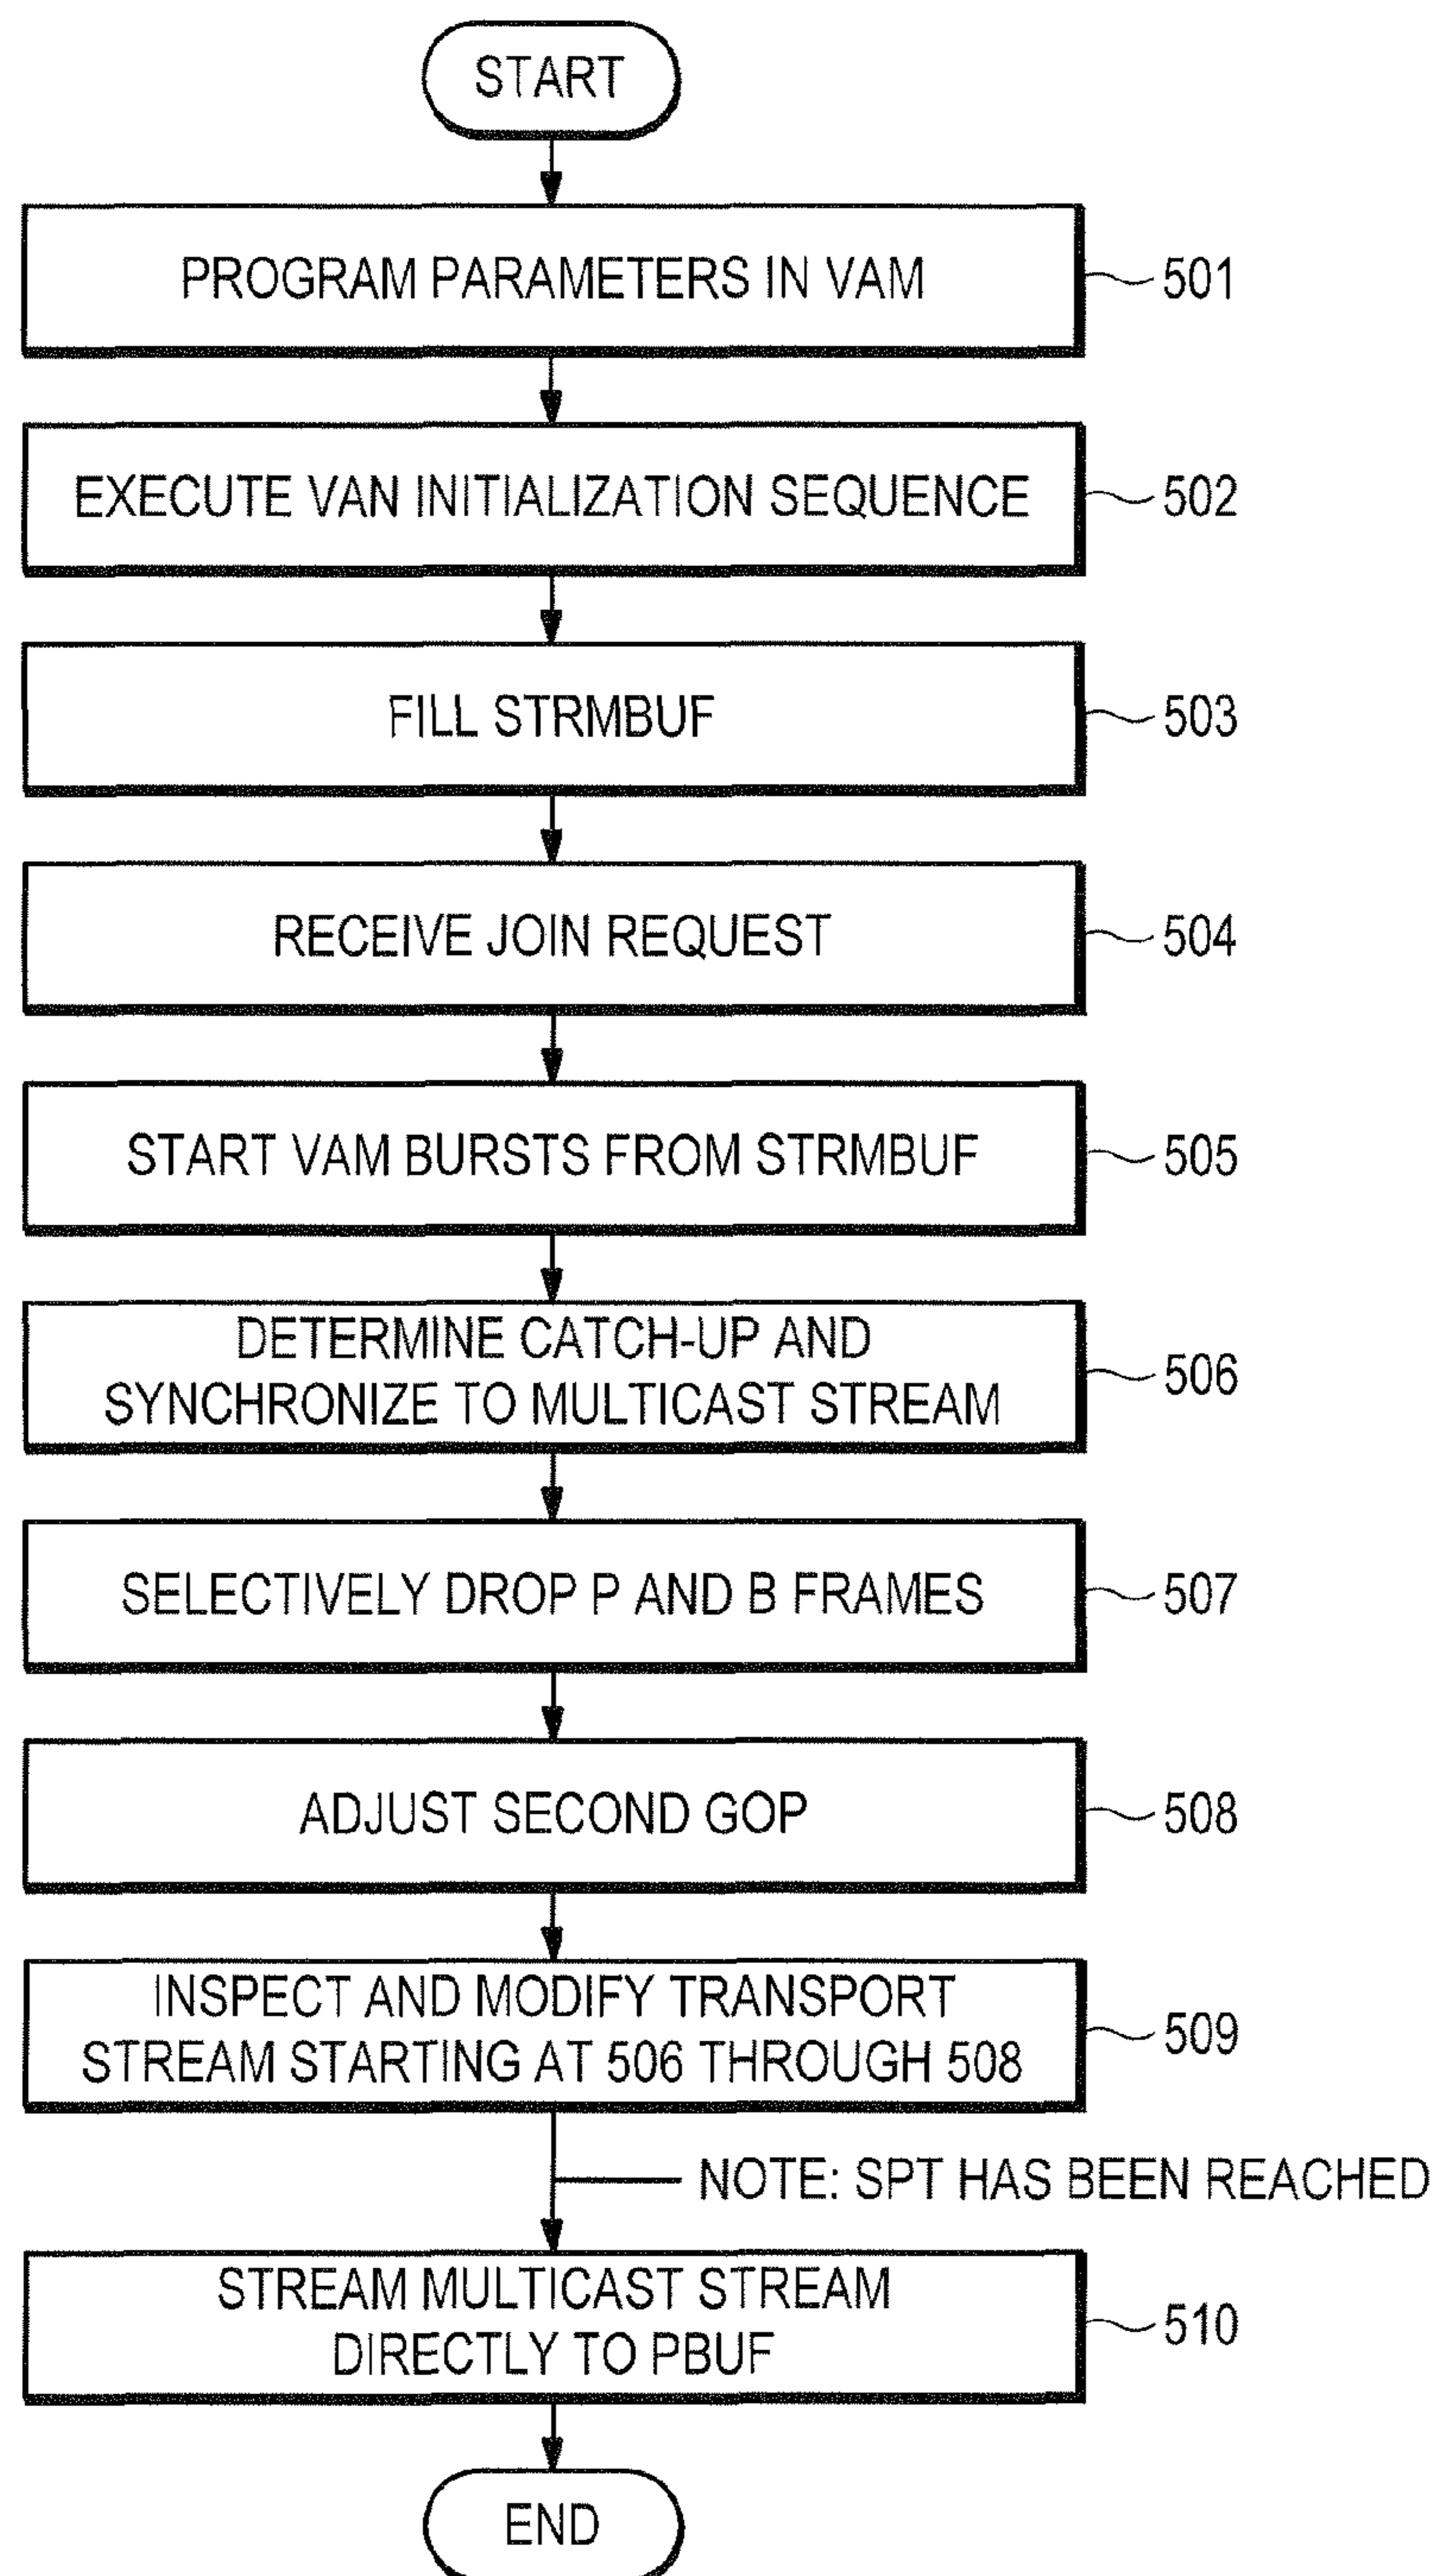 START
PROGRAM PARAMETERS IN VAM
501
EXECUTE VAN INITIALIZATION SEQUENCE
502
FILL STRMBUF
503
RECEIVE JOIN REQUEST
504
START VAM BURSTS FROM STRMBUF
505
DETERMINE CATCH-UP AND
SYNCHRONIZE TO MULTICAST STREAM
506
SELECTIVELY DROP P AND B FRAMES
507
ADJUST SECOND GOP
508
INSPECT AND MODIFY TRANSPORT
STREAM STARTING AT 506 THROUGH 508
509
NOTE: SPT HAS BEEN REACHED
STREAM MULTICAST STREAM
DIRECTLY TO PBUF
510
END